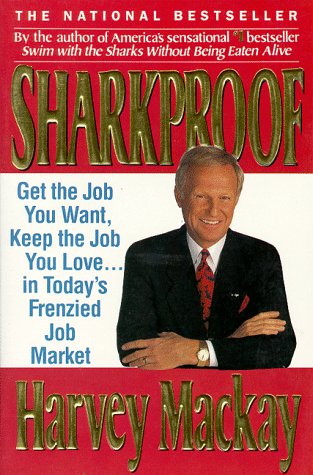 THE NATIONAL BESTSELLER
By the author of America's sensational #1 bestseller
Swim with the Sharks Without Being Eaten Alive
SHARKPROOF
Get the Job
You Want,
Keep the Job
You Love...
in Today's
Frenzied
Job
Market
Harvey Mackay